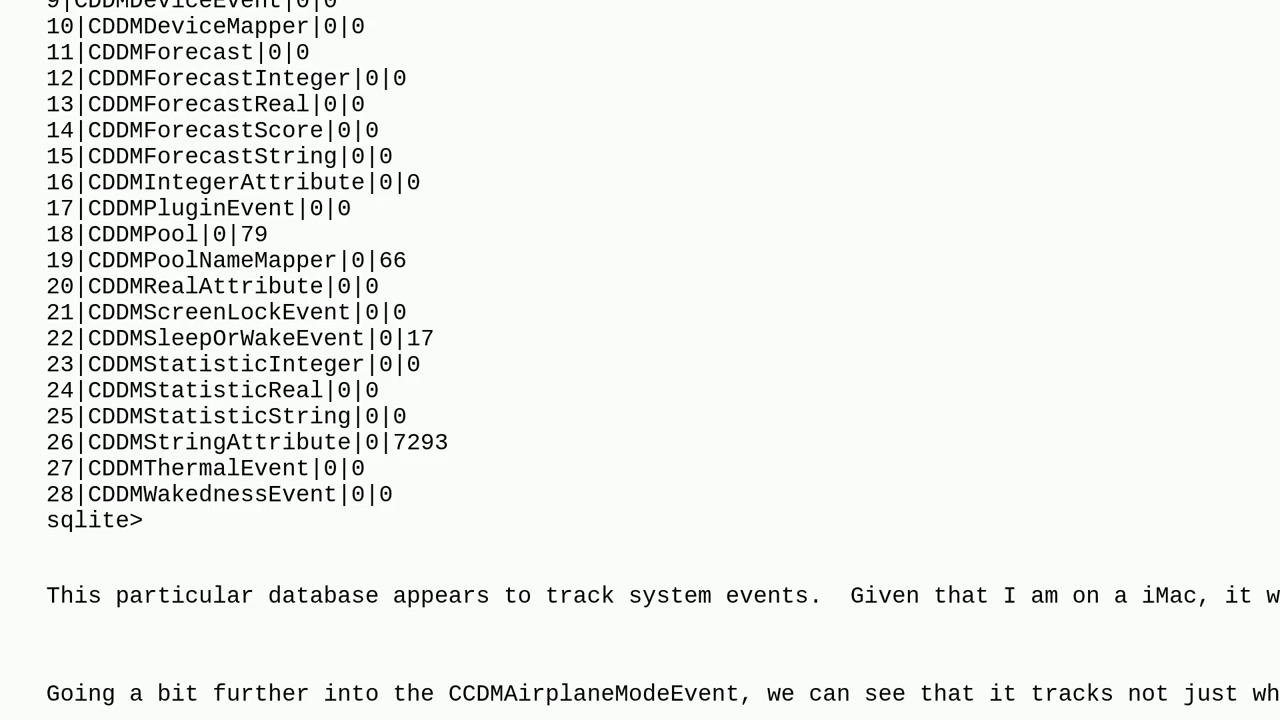 9|CDDMDeviceEvent|0|0
10|CDDMDeviceMapper|0|0
11|CDDMForecast|0|0
12|CDDMForecastInteger|0|0
13|CDDMForecastReal|0|0
14|CDDMForecastScore|0|0
15|CDDMForecastString|0|0
16|CDDMIntegerAttribute|0|0
17|CDDMPluginEvent|0|0
18|CDDMPool|0|79
19|CDDMPoolNameMapper|0|66
20|CDDMRealAttribute|0|0
21|CDDMScreenLockEvent|0|0
22|CDDMSleepOrWakeEvent|0|17
23|CDDMStatisticInteger|0|0
24|CDDMStatisticReal|0|0
25|CDDMStatisticString|0|0
26|CDDMStringAttribute|0|7293
27|CDDMThermalEvent|0|0
28|CDDMWakednessEvent|0|0
sqlite>
This particular database appears to track system events.  Given that I am on a iMac, it w
Going a bit further into the CCDMAirplaneModeEvent, we can see that it tracks not just wh